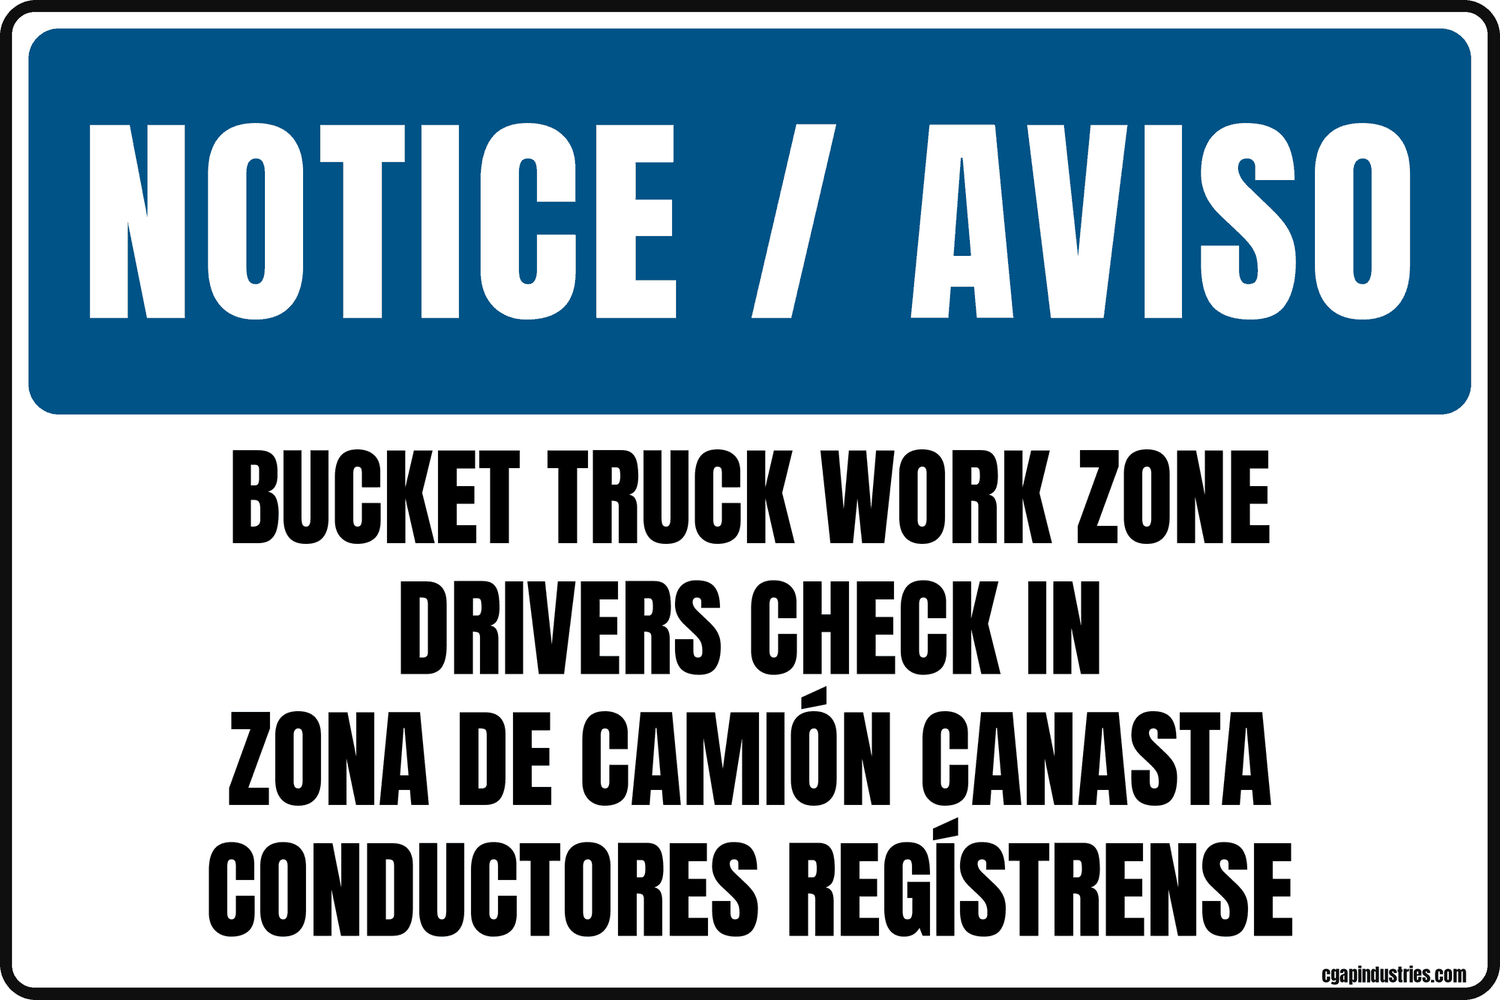 NOTICE / AVISO
BUCKET TRUCK WORK ZONE
DRIVERS CHECK IN
ZONA DE CAMIÓN CANASTA
CONDUCTORES REGÍSTRENSE
cgapindustries.com